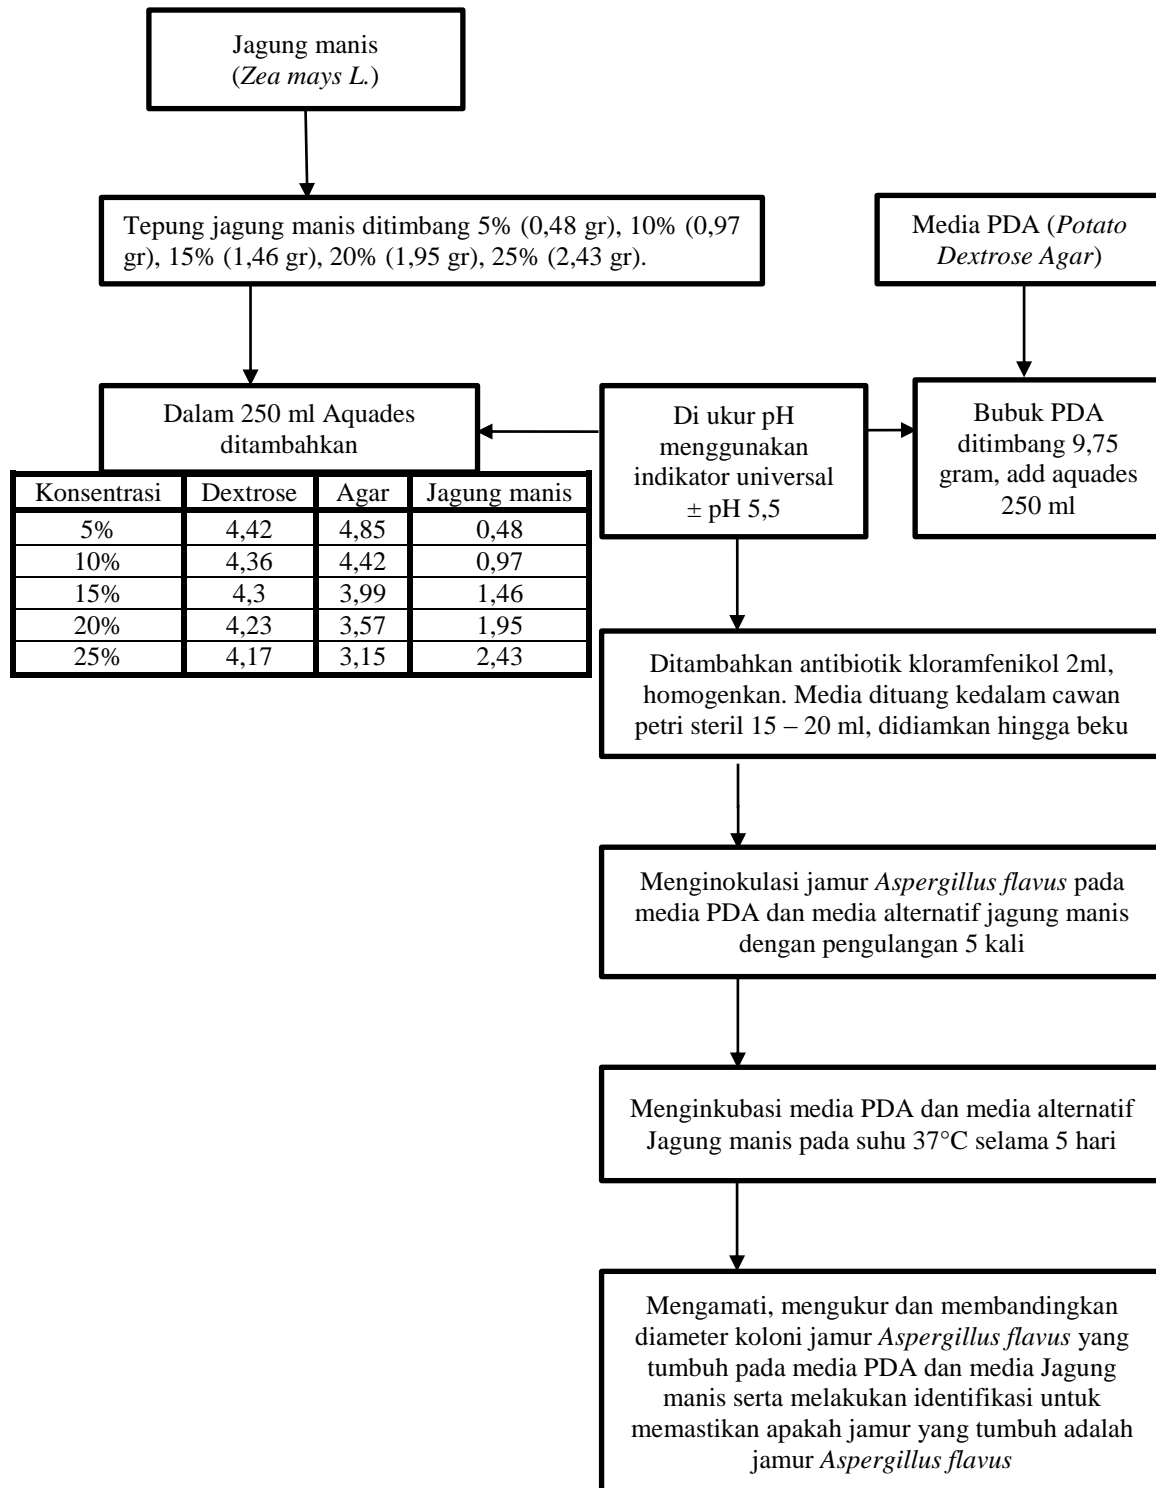 Jagung manis
(Zea mays L.)
Tepung jagung manis ditimbang 5% (0,48 gr), 10% (0,97
gr), 15% (1,46 gr), 20% (1,95 gr), 25% (2,43 gr).
Media PDA (Potato
Dextrose Agar)
Dalam 250 ml Aquades
ditambahkan
Di ukur pH
menggunakan
indikator universal
± pH 5,5
Bubuk PDA
ditimbang 9,75
gram, add aquades
250 ml
Konsentrasi Dextrose Agar Jagung manis
5% 4,42 4,85 0,48
10% 4,36 4,42 0,97
15% 4,3 3,99 1,46
20% 4,23 3,57 1,95
25% 4,17 3,15 2,43
Ditambahkan antibiotik kloramfenikol 2ml,
homogenkan. Media dituang kedalam cawan
petri steril 15 – 20 ml, didiamkan hingga beku
Menginokulasi jamur Aspergillus flavus pada
media PDA dan media alternatif jagung manis
dengan pengulangan 5 kali
Menginkubasi media PDA dan media alternatif
Jagung manis pada suhu 37°C selama 5 hari
Mengamati, mengukur dan membandingkan
diameter koloni jamur Aspergillus flavus yang
tumbuh pada media PDA dan media Jagung
manis serta melakukan identifikasi untuk
memastikan apakah jamur yang tumbuh adalah
jamur Aspergillus flavus